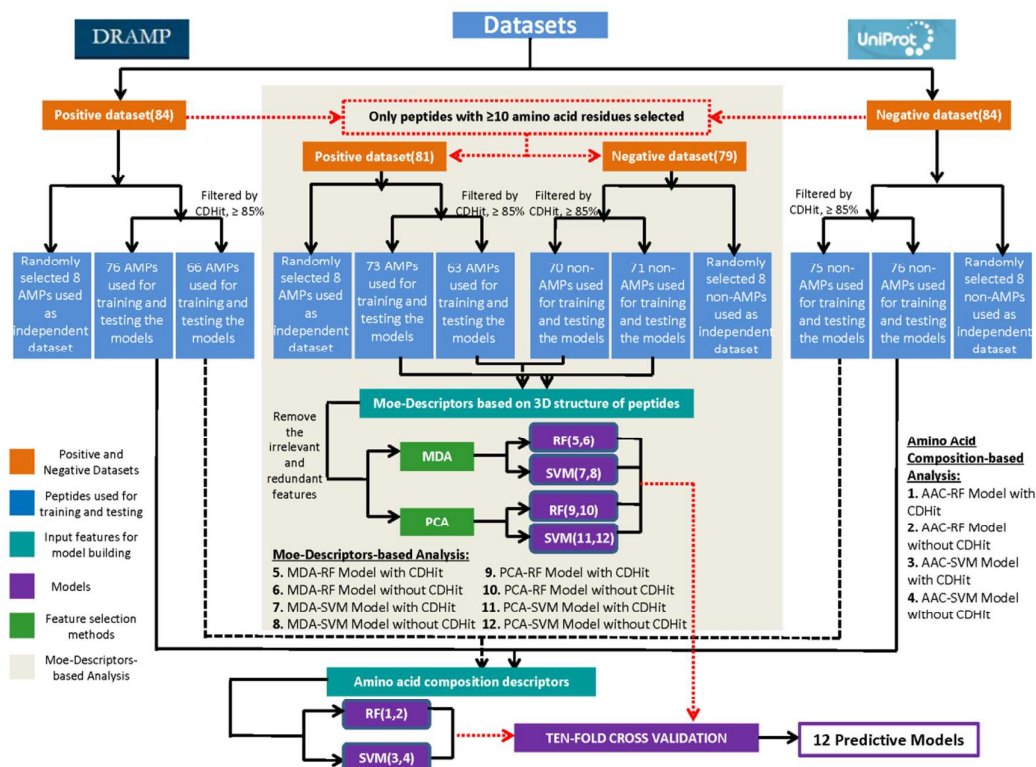 Datasets
DRAMP
UniProt
Positive dataset(84)
Only peptides with ≥10 amino acid residues selected
Negative dataset(84)
Positive dataset(81)
Negative dataset(79)
Filtered by
CDHit, ≥ 85%
Filtered by
CDHit, ≥ 85%
Filtered by
CDHit, ≥ 85%
Filtered by
CDHit, ≥ 85%
Randomly
selected 8
AMPs used
as
independent
dataset
76 AMPs
used for
training and
testing the
models
66 AMPs
used for
training and
testing the
models
Randomly
selected 8
AMPs used
as
independent
dataset
73 AMPs
used for
training and
testing the
models
63 AMPs
used for
training and
testing the
models
70 non-
AMPs used
for training
and testing
the models
71 non-
AMPs used
for training
and testing
the models
Randomly
selected 8
non-AMPs
used as
independent
dataset
75 non-
AMPs used
for training
and testing
the models
76 non-
AMPs used
for training
and testing
the models
Randomly
selected 8
non-AMPs
used as
independent
dataset
Moe-Descriptors based on 3D structure of peptides
Remove
the
irrelevant
and
redundant
features
MDA
PCA
RF(5,6)
SVM(7,8)
RF(9,10)
SVM(11,12)
Moe-Descriptors-based Analysis:
5. MDA-RF Model with CDHit
6. MDA-RF Model without CDHit
7. MDA-SVM Model with CDHit
8. MDA-SVM Model without CDHit
9. PCA-RF Model with CDHit
10. PCA-RF Model without CDHit
11. PCA-SVM Model with CDHit
12. PCA-SVM Model without CDHit
Amino Acid
Composition-based
Analysis:
1. AAC-RF Model with
CDHit
2. AAC-RF Model
without CDHit
3. AAC-SVM Model
with CDHit
4. AAC-SVM Model
without CDHit
Positive and
Negative Datasets
Peptides used for
training and testing
Input features for
model building
Models
Feature selection
methods
Moe-Descriptors-
based Analysis
Amino acid composition descriptors
RF(1,2)
SVM(3,4)
TEN-FOLD CROSS VALIDATION
12 Predictive Models